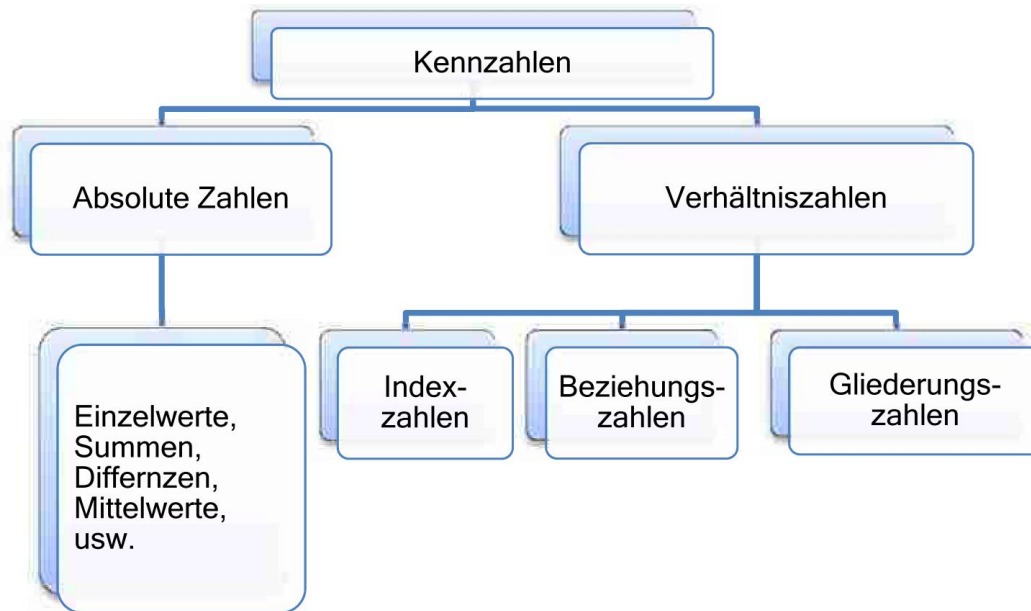 Kennzahlen
Absolute Zahlen
Verhältniszahlen
Einzelwerte,
Summen,
Differnzen,
Mittelwerte,
usw.
Index-
zahlen
Beziehungs-
zahlen
Gliederungs-
zahlen